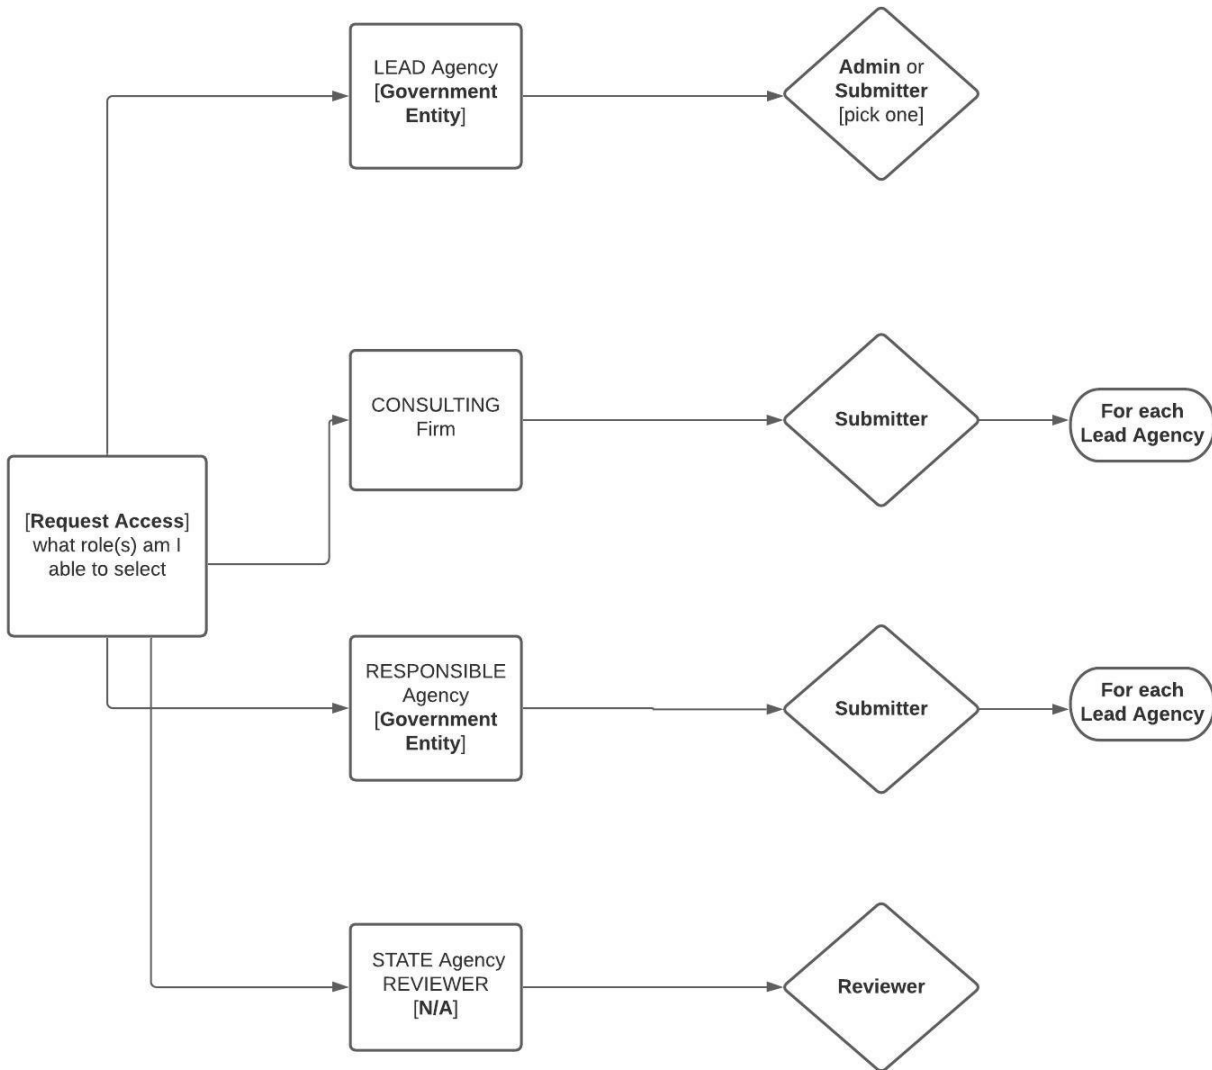 LEAD Agency
[Government
Entity]
Admin or
Submitter
[pick one]
CONSULTING
Firm
Submitter
For each
Lead Agency
[Request Access]
what role(s) am I
able to select
RESPONSIBLE
Agency
[Government
Entity]
Submitter
For each
Lead Agency
STATE Agency
REVIEWER
[N/A]
Reviewer